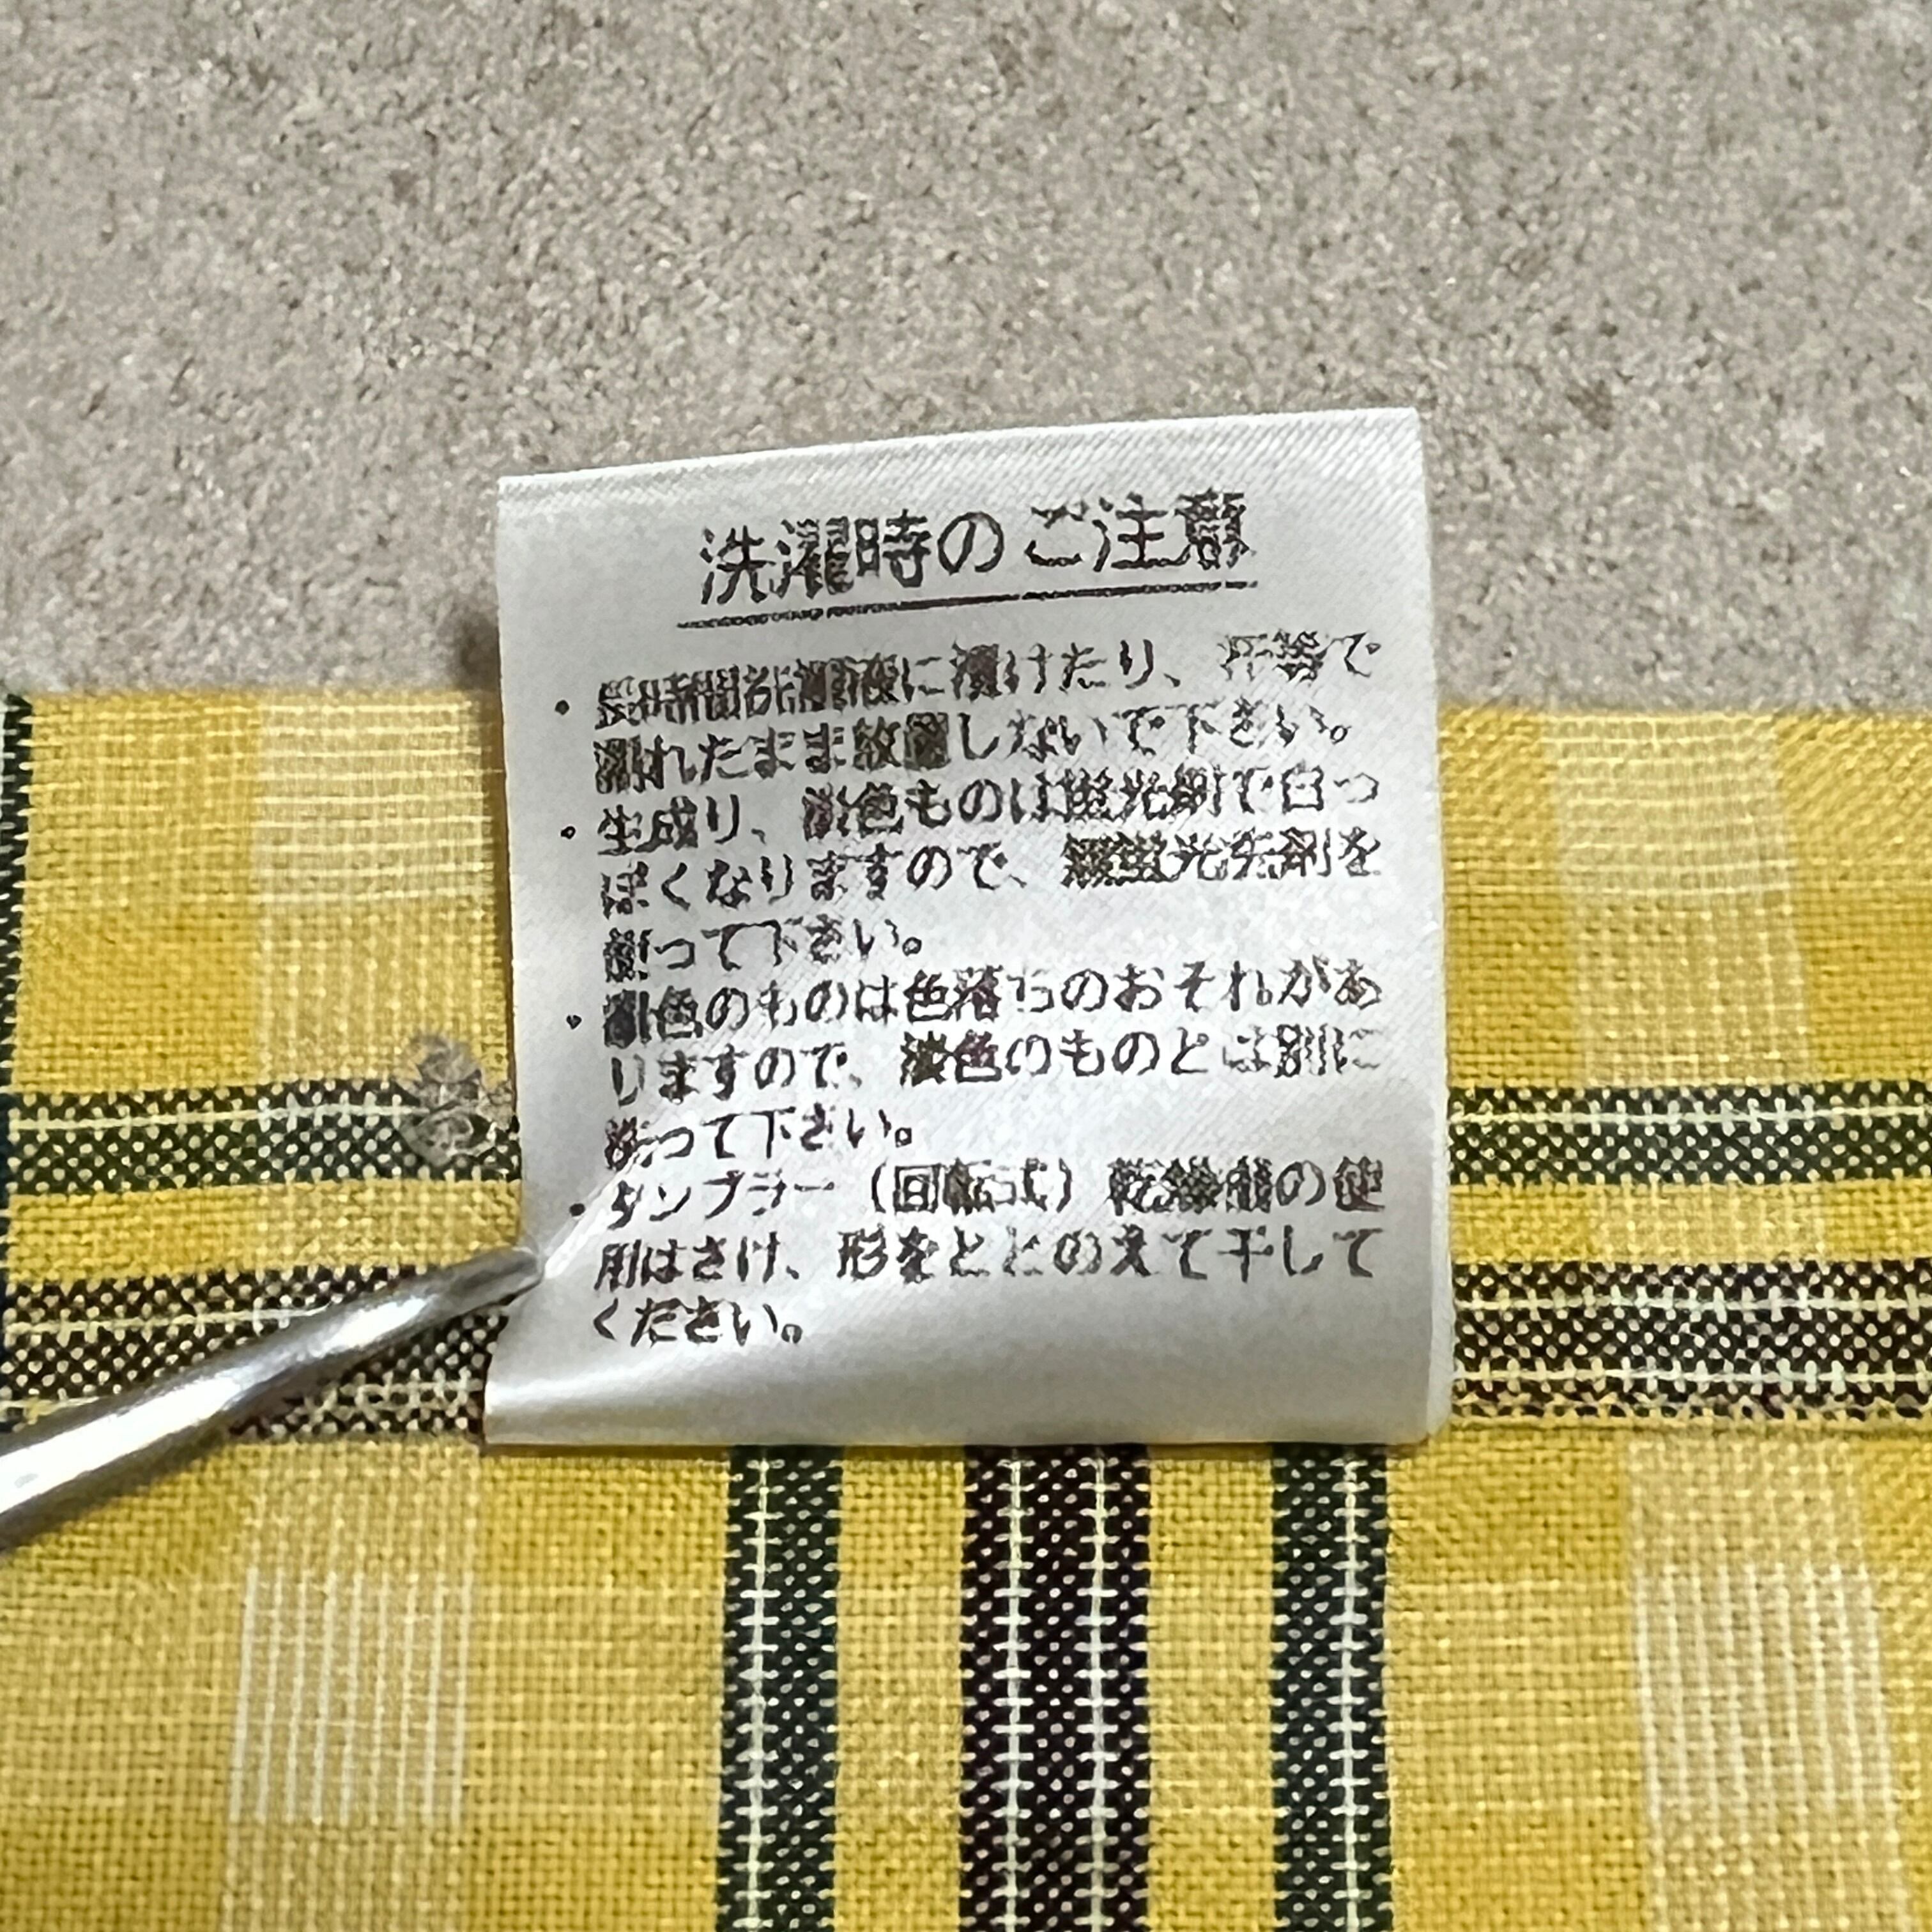 洗濯時のご注意
・長時間洗濯液に漬けたり、汗等で
濡れたまま放置しないで下さい。
・生成り、淡色ものは蛍光剤で白っ
ぽくなりますので、無蛍光洗剤を
使って下さい。
・濃色のものは色落ちのおそれがあ
りますので、淡色のものとは別に
洗って下さい。
・タンブラー（回転式）乾燥機の使
用はさけ、形をととのえて干して
ください。